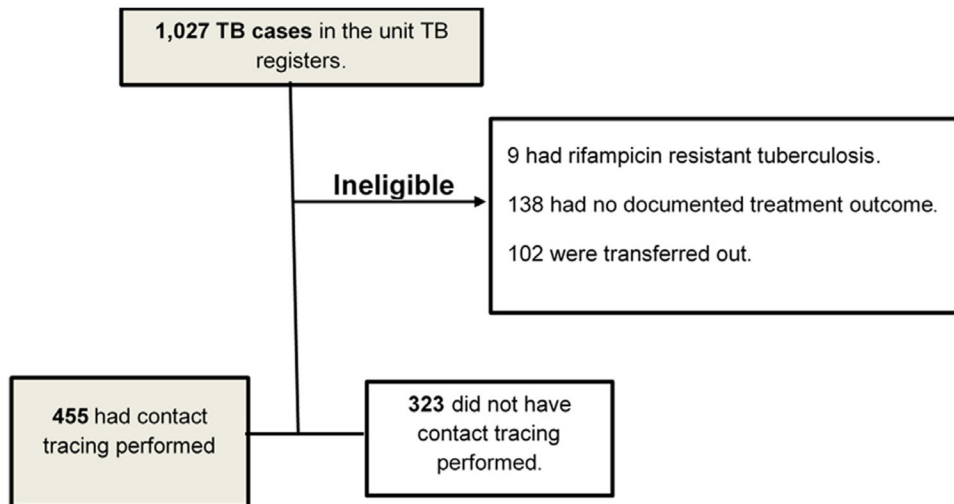 1,027 TB cases in the unit TB
registers.
Ineligible
9 had rifampicin resistant tuberculosis.
138 had no documented treatment outcome.
102 were transferred out.
455 had contact
tracing performed
323 did not have
contact tracing
performed.